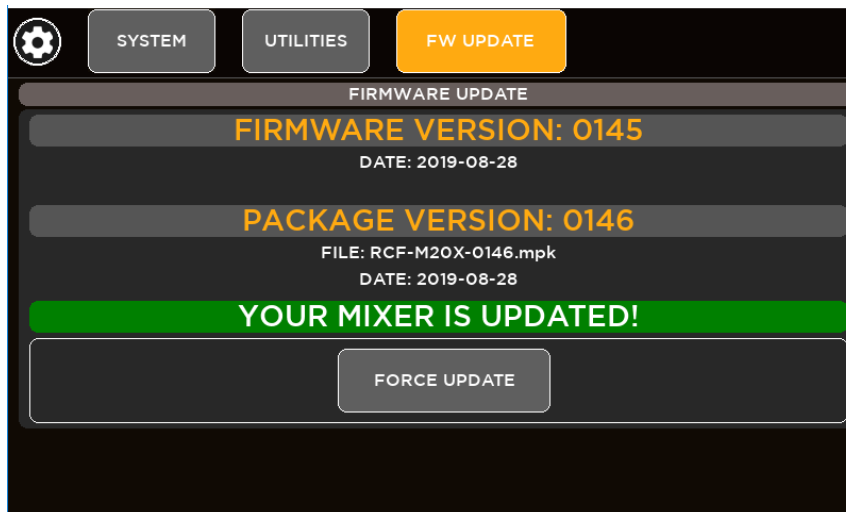 SYSTEM UTILITIES FW UPDATE
FIRMWARE UPDATE
FIRMWARE VERSION: 0145
DATE: 2019-08-28
PACKAGE VERSION: 0146
FILE: RCF-M20X-0146.mpk
DATE: 2019-08-28
YOUR MIXER IS UPDATED!
FORCE UPDATE